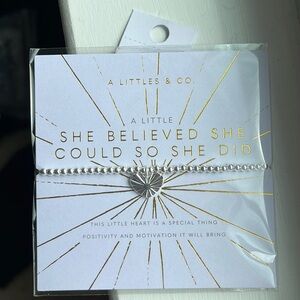 A LITTLES & CO.
A LITTLE
SHE BELIEVED SHE
COULD SO SHE DID
THIS LITTLE HEART IS A SPECIAL THING
POSITIVITY AND MOTIVATION IT WILL BRING